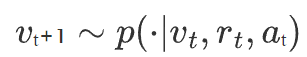 v_{t+1} ∼ p(·|v_t, r_t, a_t)